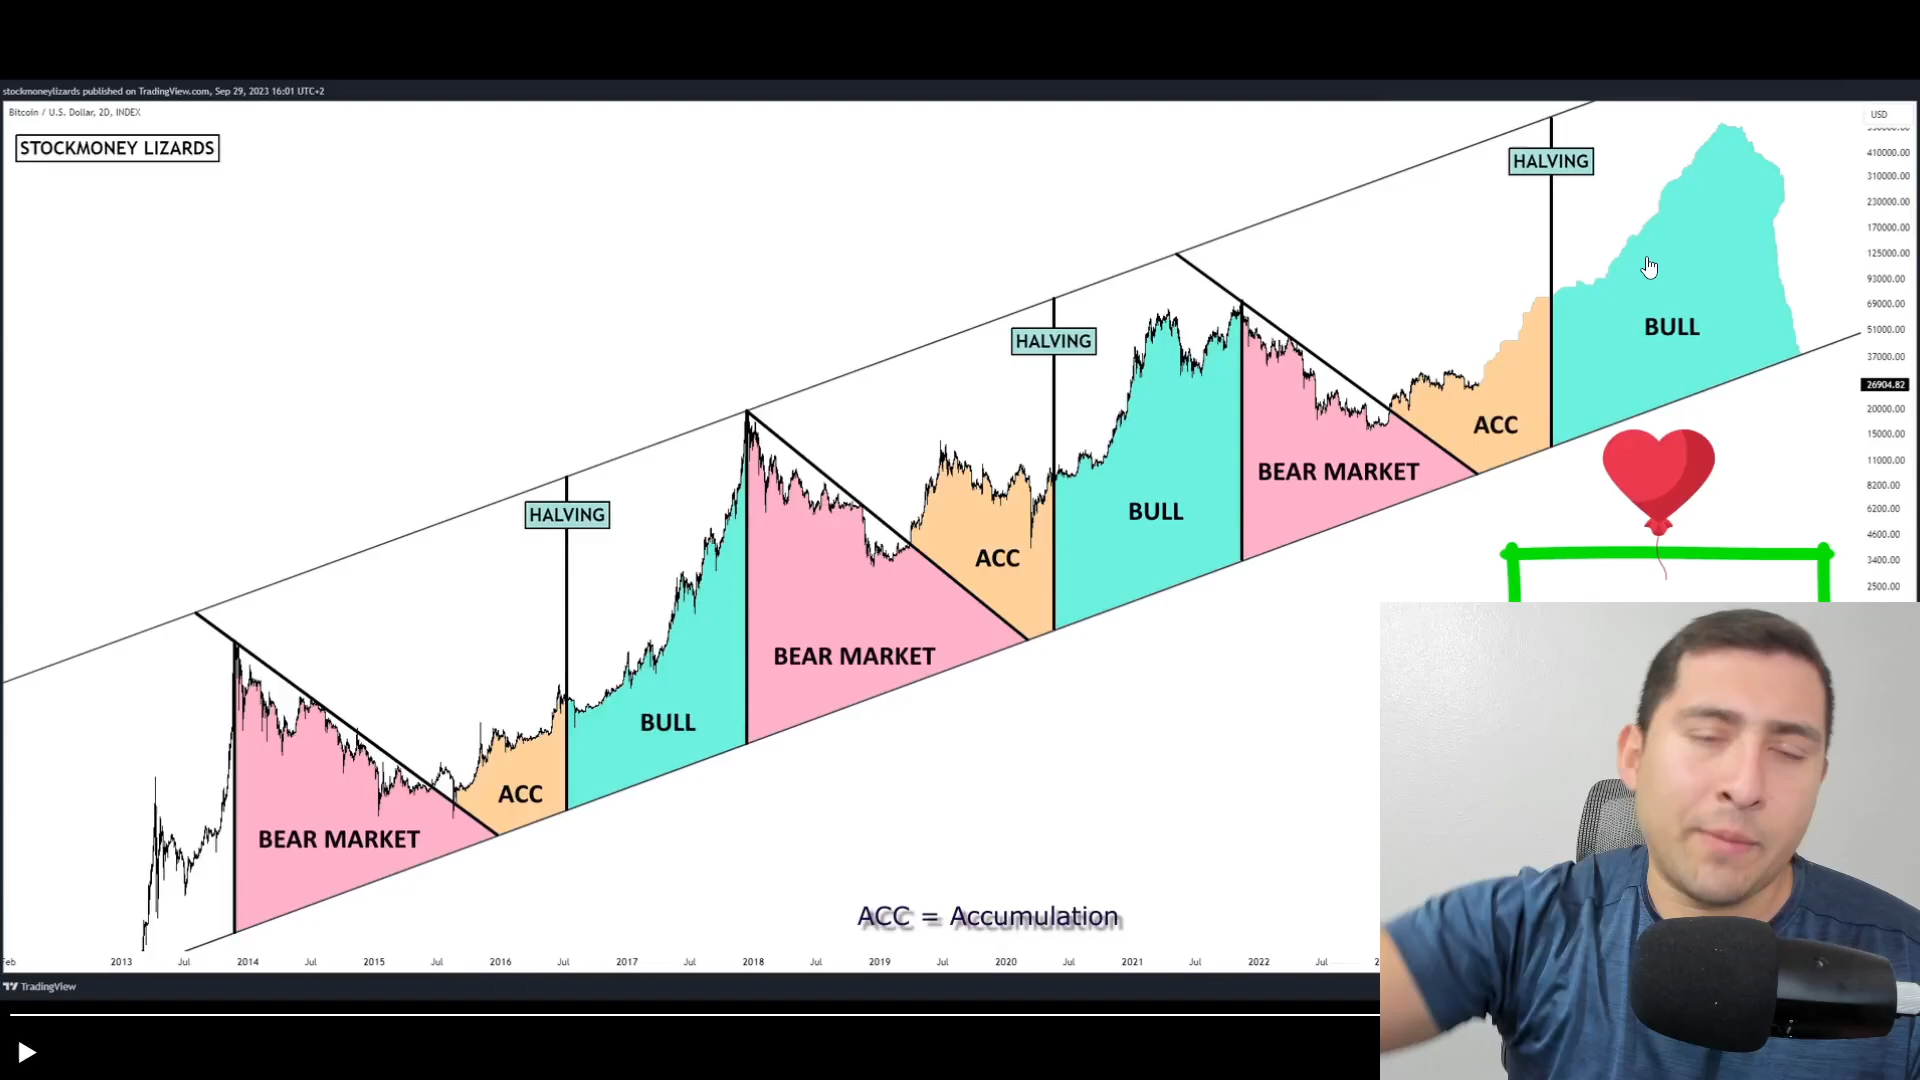 stockmoneylizards published on TradingView.com, Sep 29, 2023 16:01 UTC+2
Bitcoin / U.S. Dollar, 2D, INDEX
USD
STOCKMONEY LIZARDS
HALVING
410000.00
310000.00
230000.00
170000.00
125000.00
93000.00
69000.00
51000.00
37000.00
26904.82
20000.00
15000.00
11000.00
8200.00
6200.00
4600.00
3400.00
2500.00
BULL
HALVING
ACC
BEAR MARKET
BULL
HALVING
ACC
BEAR MARKET
BULL
ACC
BEAR MARKET
ACC = Accumulation
2013 Jul 2014 Jul 2015 Jul 2016 Jul 2017 Jul 2018 Jul 2019 Jul 2020 Jul 2021 Jul 2022 Jul
TradingView